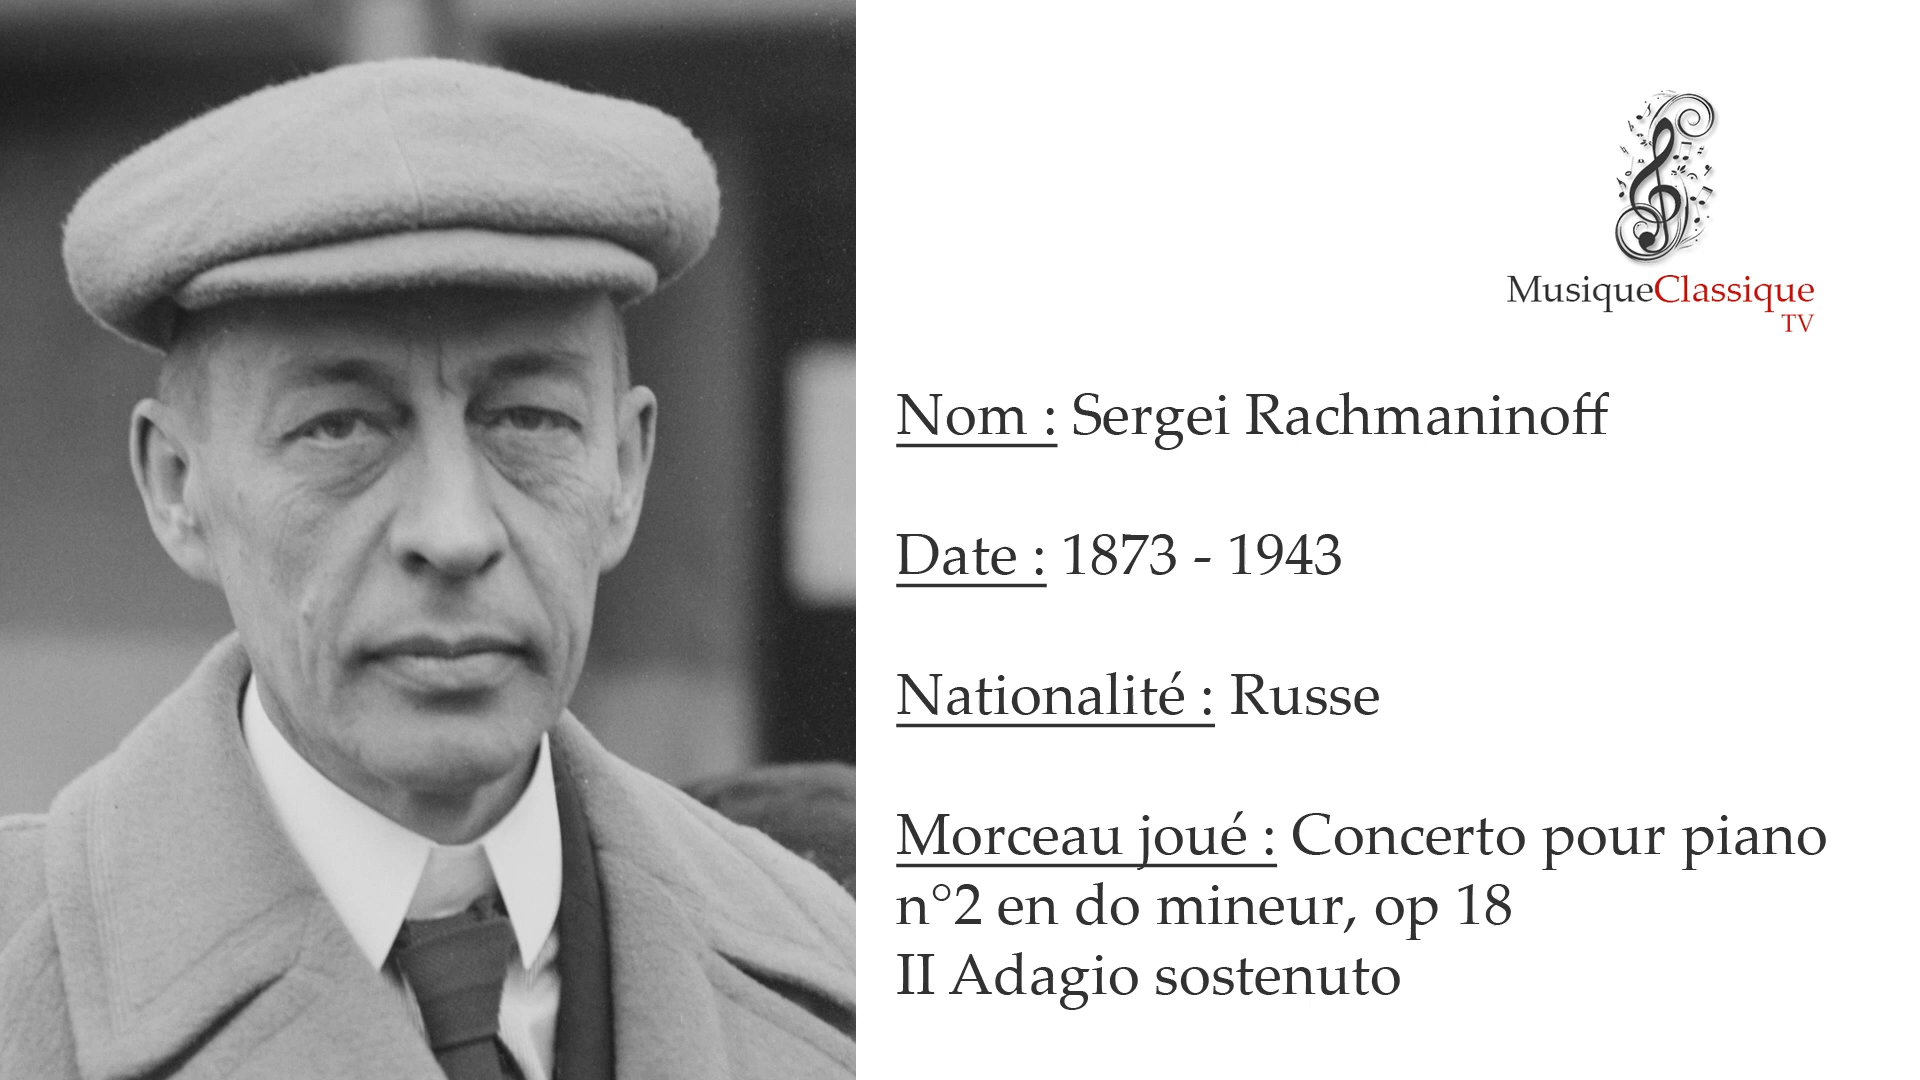 MusiqueClassique
TV
Nom : Sergei Rachmaninoff
Date : 1873 - 1943
Nationalité : Russe
Morceau joué : Concerto pour piano
n°2 en do mineur, op 18
II Adagio sostenuto